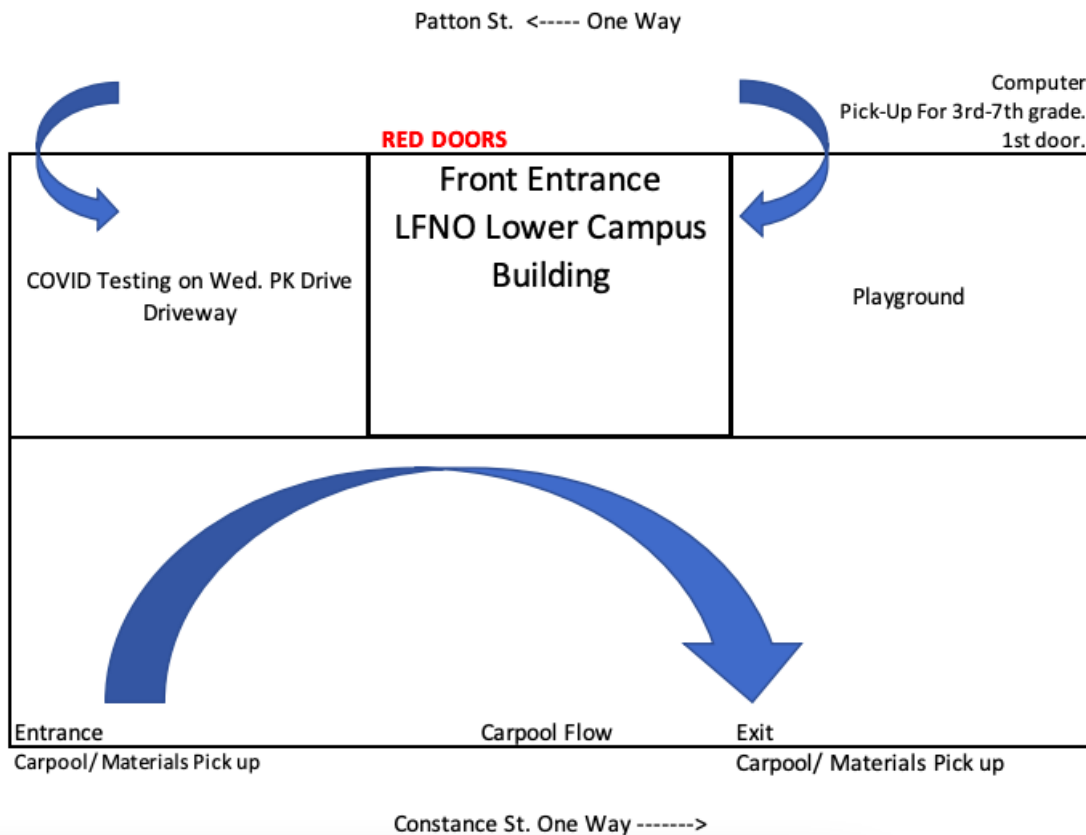 Patton St. <----- One Way
Computer
Pick-Up For 3rd-7th grade.
1st door.
RED DOORS
Front Entrance
LFNO Lower Campus
Building
COVID Testing on Wed. PK Drive
Driveway
Playground
Entrance
Carpool Flow
Exit
Carpool/ Materials Pick up
Carpool/ Materials Pick up
Constance St. One Way ------->